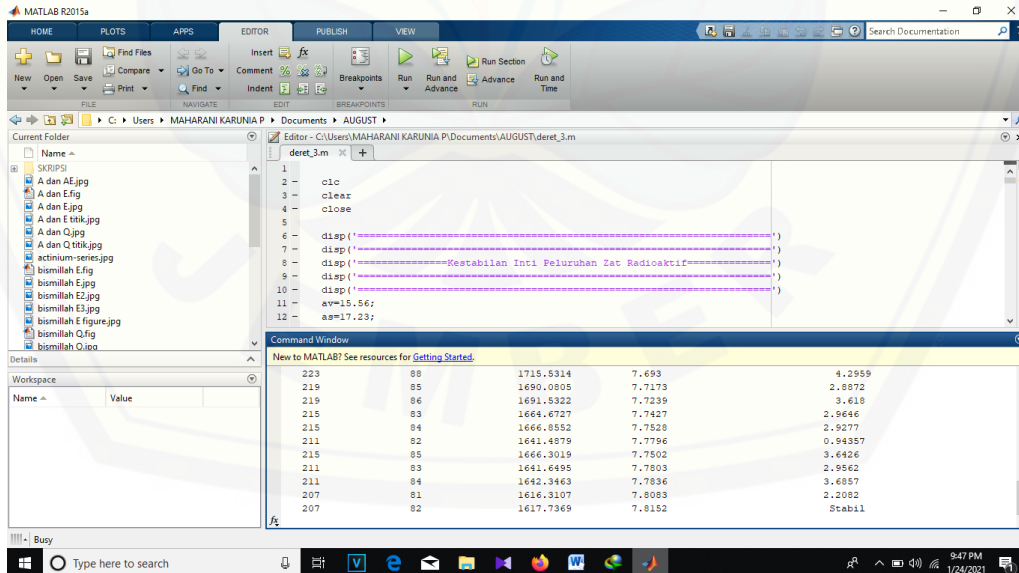 MATLAB R2015a
HOME PLOTS APPS EDITOR PUBLISH VIEW Search Documentation
New Open Save Find Files Compare Print Go To Find Insert fx Comment % Indent Breakpoints Run Run and Advance Run Section Advance Run and Time
FILE NAVIGATE EDIT BREAKPOINTS RUN
C: Users MAHARANI KARUNIA P Documents AUGUST
Current Folder
Name
SKRIPSI
A dan AE.jpg
A dan E.fig
A dan E.jpg
A dan E titik.jpg
A dan Q.jpg
A dan Q titik.jpg
actinium-series.jpg
bismillah E.fig
bismillah E.jpg
bismillah E2.jpg
bismillah E3.jpg
bismillah E figure.jpg
bismillah Q.fig
bismillah Q.jpg
Details
Workspace
Name Value
Editor - C:\Users\MAHARANI KARUNIA P\Documents\AUGUST\deret_3.m
deret_3.m
1
2 - clc
3 - clear
4 - close
5
6 - disp('=====================================================================')
7 - disp('=====================================================================')
8 - disp('===============Kestabilan Inti Peluruhan Zat Radioaktif==============')
9 - disp('=====================================================================')
10 - disp('=====================================================================')
11 - av=15.56;
12 - as=17.23;
Command Window
New to MATLAB? See resources for Getting Started.
223 88 1715.5314 7.693 4.2959
219 85 1690.0805 7.7173 2.8872
219 86 1691.5322 7.7239 3.618
215 83 1664.6727 7.7427 2.9646
215 84 1666.8552 7.7528 2.9277
211 82 1641.4879 7.7796 0.94357
215 85 1666.3019 7.7502 3.6426
211 83 1641.6495 7.7803 2.9562
211 84 1642.3463 7.7836 3.6857
207 81 1616.3107 7.8083 2.2082
207 82 1617.7369 7.8152 Stabil
fx
Busy
Type here to search
9:47 PM
1/24/2021